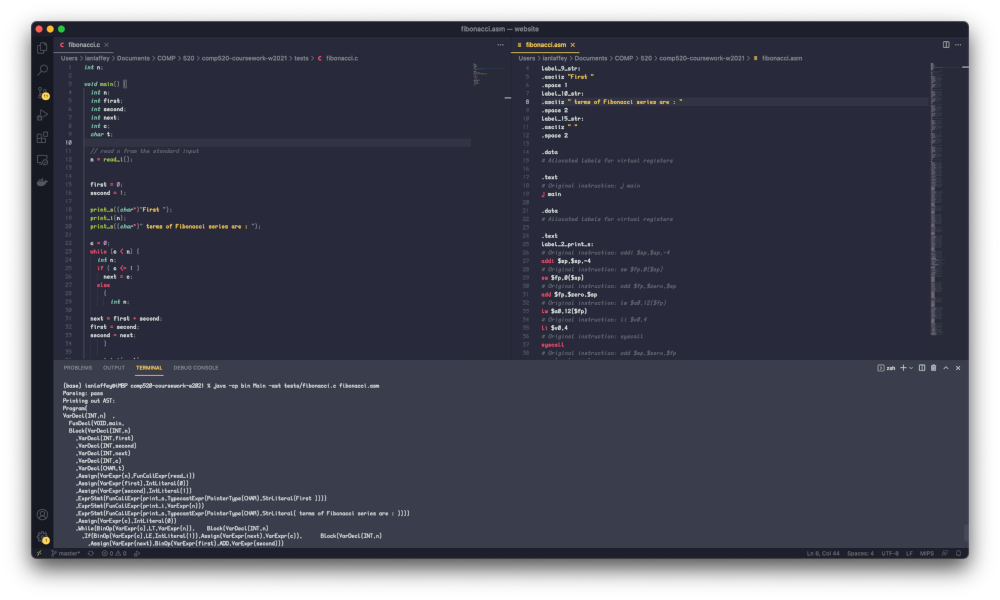 fibonacci.asm — website
C fibonacci.c ×
Users > ianlaffey > Documents > COMP > 520 > comp520-coursework-w2021 > tests > C fibonacci.c
1 int n;
2
3 void main() {
4 int n;
5 int first;
6 int second;
7 int next;
8 int c;
9 char t;
10
11 // read n from the standard input
12 n = read_i();
13
14
15 first = 0;
16 second = 1;
17
18 print_s((char*)"First ");
19 print_i(n);
20 print_s((char*)" terms of Fibonacci series are : ");
21
22 c = 0;
23 while (c < n) {
24 int n;
25 if ( c <= 1 )
26 next = c;
27 else
28 {
29 int n;
30
31 next = first + second;
32 first = second;
33 second = next;
34 }
35
fibonacci.asm ×
Users > ianlaffey > Documents > COMP > 520 > comp520-coursework-w2021 > fibonacci.asm
4 label_9_str:
5 .asciiz "First "
6 .space 1
7 label_10_str:
8 .asciiz " terms of Fibonacci series are : "
9 .space 2
10 label_15_str:
11 .asciiz " "
12 .space 2
13
14 .data
15 # Allocated labels for virtual registers
16
17 .text
18 # Original instruction: j main
19 j main
20
21 .data
22 # Allocated labels for virtual registers
23
24 .text
25 label_2_print_s:
26 # Original instruction: addi $sp,$sp,-4
27 addi $sp,$sp,-4
28 # Original instruction: sw $fp,0($sp)
29 sw $fp,0($sp)
30 # Original instruction: add $fp,$zero,$sp
31 add $fp,$zero,$sp
32 # Original instruction: lw $a0,12($fp)
33 lw $a0,12($fp)
34 # Original instruction: li $v0,4
35 li $v0,4
36 # Original instruction: syscall
37 syscall
38 # Original instruction: add $sp,$zero,$fp
PROBLEMS OUTPUT TERMINAL DEBUG CONSOLE
zsh
(base) ianlaffey@iMBP comp520-coursework-w2021 % java -cp bin Main -ast tests/fibonacci.c fibonacci.asm
Parsing: pass
Printing out AST:
Program(
VarDecl(INT,n) ,
FunDecl(VOID,main,
Block(VarDecl(INT,n)
,VarDecl(INT,first)
,VarDecl(INT,second)
,VarDecl(INT,next)
,VarDecl(INT,c)
,VarDecl(CHAR,t)
,Assign(VarExpr(n),FunCallExpr(read_i))
,Assign(VarExpr(first),IntLiteral(0))
,Assign(VarExpr(second),IntLiteral(1))
,ExprStmt(FunCallExpr(print_s,TypecastExpr(PointerType(CHAR),StrLiteral(First ))))
,ExprStmt(FunCallExpr(print_i,VarExpr(n)))
,ExprStmt(FunCallExpr(print_s,TypecastExpr(PointerType(CHAR),StrLiteral( terms of Fibonacci series are : ))))
,Assign(VarExpr(c),IntLiteral(0))
,While(BinOp(VarExpr(c),LT,VarExpr(n)), Block(VarDecl(INT,n)
,If(BinOp(VarExpr(c),LE,IntLiteral(1)),Assign(VarExpr(next),VarExpr(c)), Block(VarDecl(INT,n)
,Assign(VarExpr(next),BinOp(VarExpr(first),ADD,VarExpr(second)))
master* 0 0 Ln 8, Col 44 Spaces: 4 UTF-8 LF MIPS